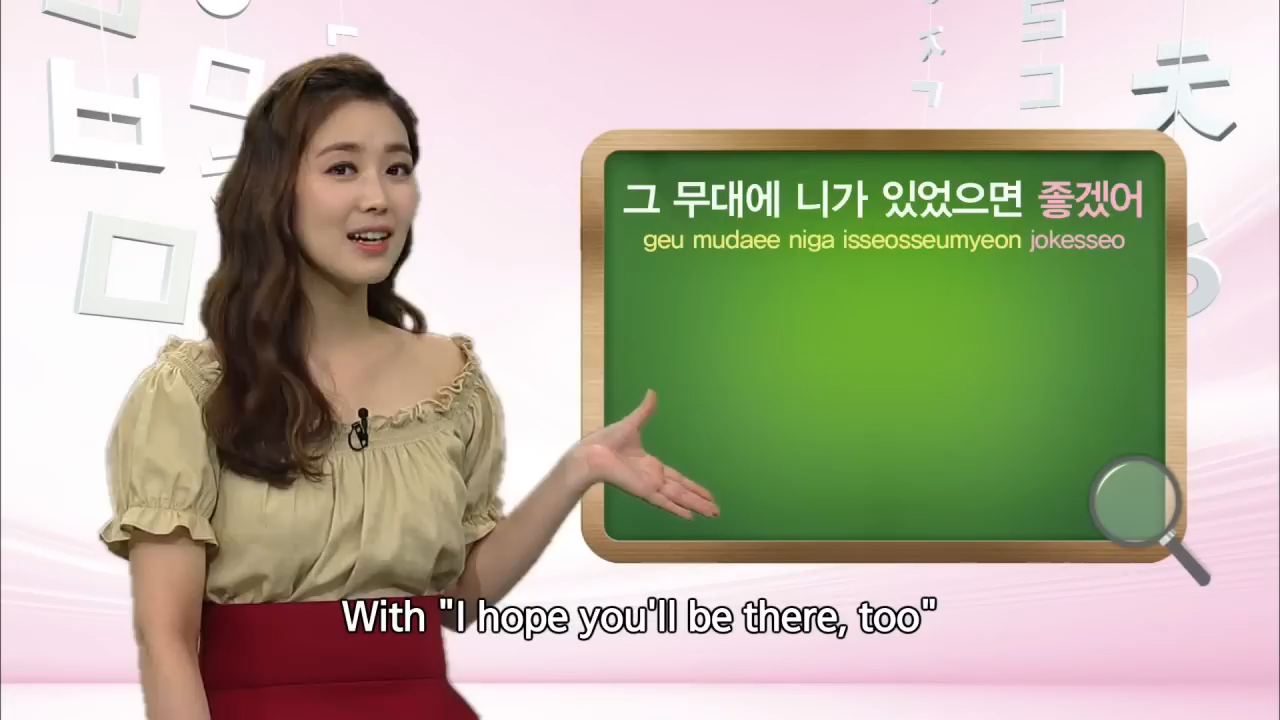 그 무대에 니가 있었으면 좋겠어
geu mudaee niga isseosseumyeon jokesseo
With "I hope you'll be there, too"